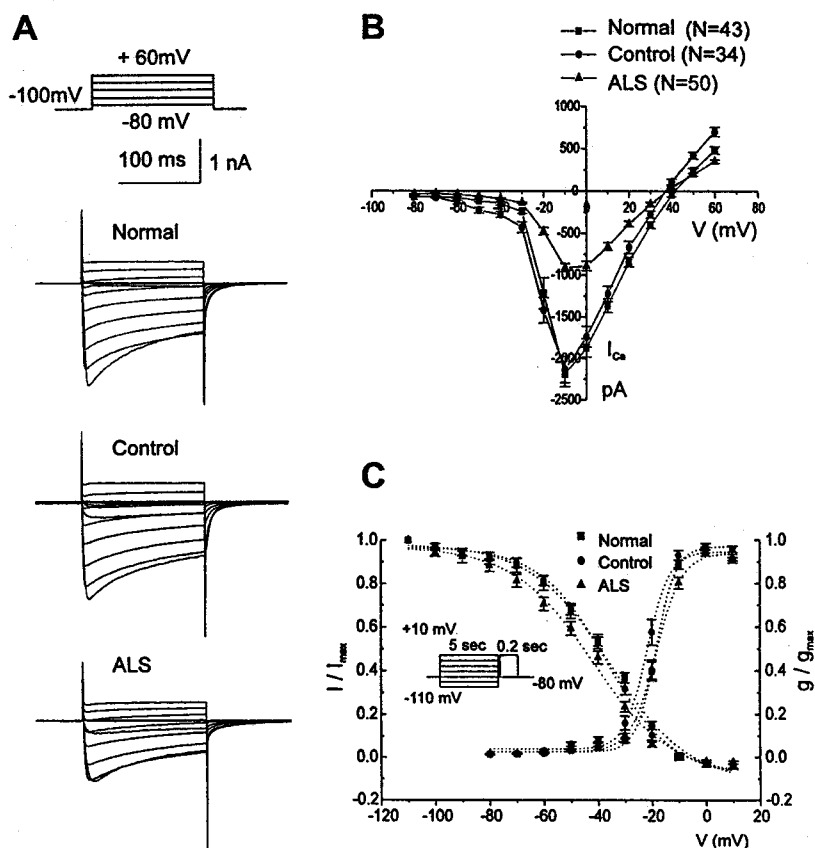 A
+ 60mV
-100mV
-80 mV
100 ms
1 nA
Normal
Control
ALS
B
Normal (N=43)
Control (N=34)
ALS (N=50)
1000
500
0
-500
-1000
-1500
-2000
-2500
-100 -80 -60 -40 -20 0 20 40 60 80
V (mV)
I Ca
pA
C
Normal
Control
ALS
1.0
0.8
0.6
0.4
0.2
0.0
-0.2
I / Imax
+10 mV
5 sec 0.2 sec
-80 mV
-110 mV
1.0
0.8
0.6
0.4
0.2
0.0
-0.2
g / gmax
-120 -100 -80 -60 -40 -20 0 20
V (mV)